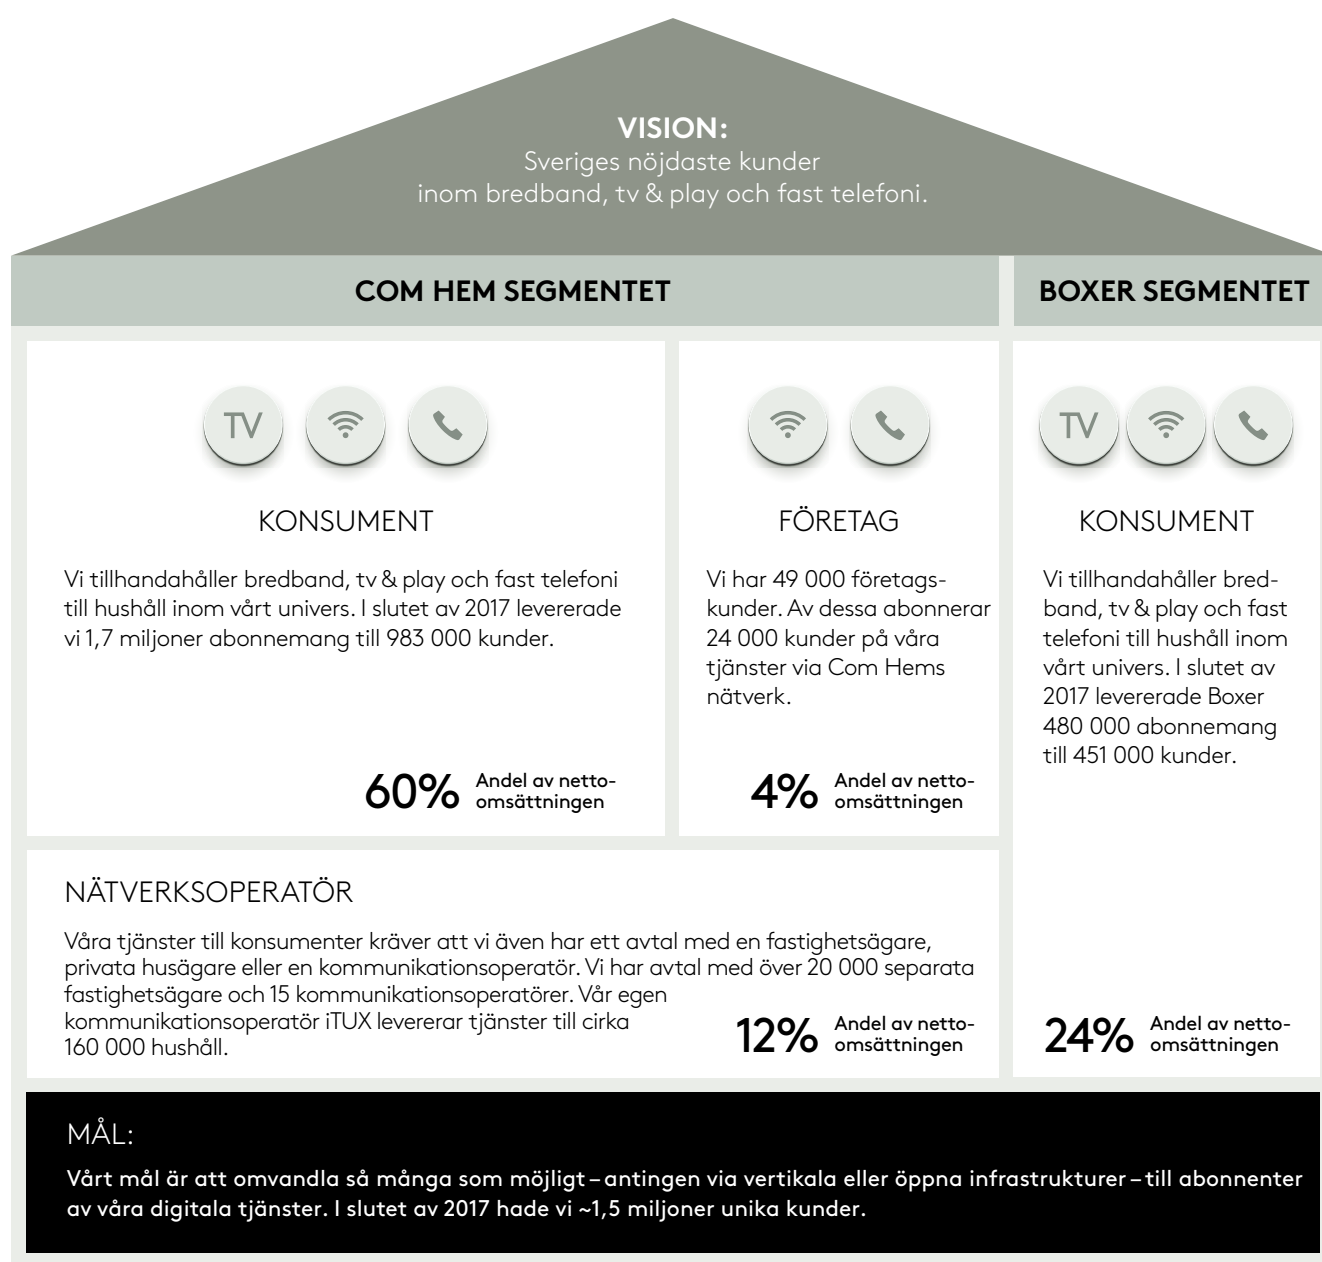 VISION:
Sveriges nöjdaste kunder
inom bredband, tv & play och fast telefoni.
COM HEM SEGMENTET
BOXER SEGMENTET
TV
KONSUMENT
Vi tillhandahåller bredband, tv & play och fast telefoni
till hushåll inom vårt univers. I slutet av 2017 levererade
vi 1,7 miljoner abonnemang till 983 000 kunder.
60% Andel av netto-
omsättningen
FÖRETAG
Vi har 49 000 företags-
kunder. Av dessa abonnerar
24 000 kunder på våra
tjänster via Com Hems
nätverk.
4% Andel av netto-
omsättningen
NÄTVERKSOPERATÖR
Våra tjänster till konsumenter kräver att vi även har ett avtal med en fastighetsägare,
privata husägare eller en kommunikationsoperatör. Vi har avtal med över 20 000 separata
fastighetsägare och 15 kommunikationsoperatörer. Vår egen
kommunikationsoperatör iTUX levererar tjänster till cirka
160 000 hushåll.
12% Andel av netto-
omsättningen
TV
KONSUMENT
Vi tillhandahåller bred-
band, tv & play och fast
telefoni till hushåll inom
vårt univers. I slutet av
2017 levererade Boxer
480 000 abonnemang
till 451 000 kunder.
24% Andel av netto-
omsättningen
MÅL:
Vårt mål är att omvandla så många som möjligt – antingen via vertikala eller öppna infrastrukturer – till abonnenter
av våra digitala tjänster. I slutet av 2017 hade vi ~1,5 miljoner unika kunder.